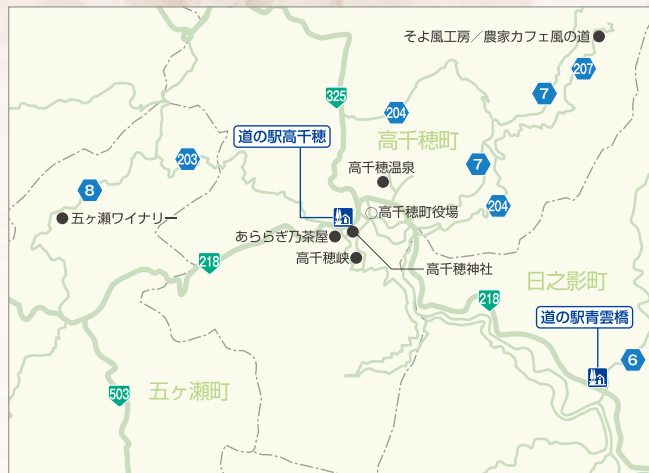 そよ風工房／農家カフェ風の道
207
7
325
204
高千穂町
道の駅高千穂
203
7
高千穂温泉
8
五ヶ瀬ワイナリー
204
高千穂町役場
あららぎ乃茶屋
高千穂峡
218
高千穂神社
日之影町
218
道の駅青雲橋
6
五ヶ瀬町
503